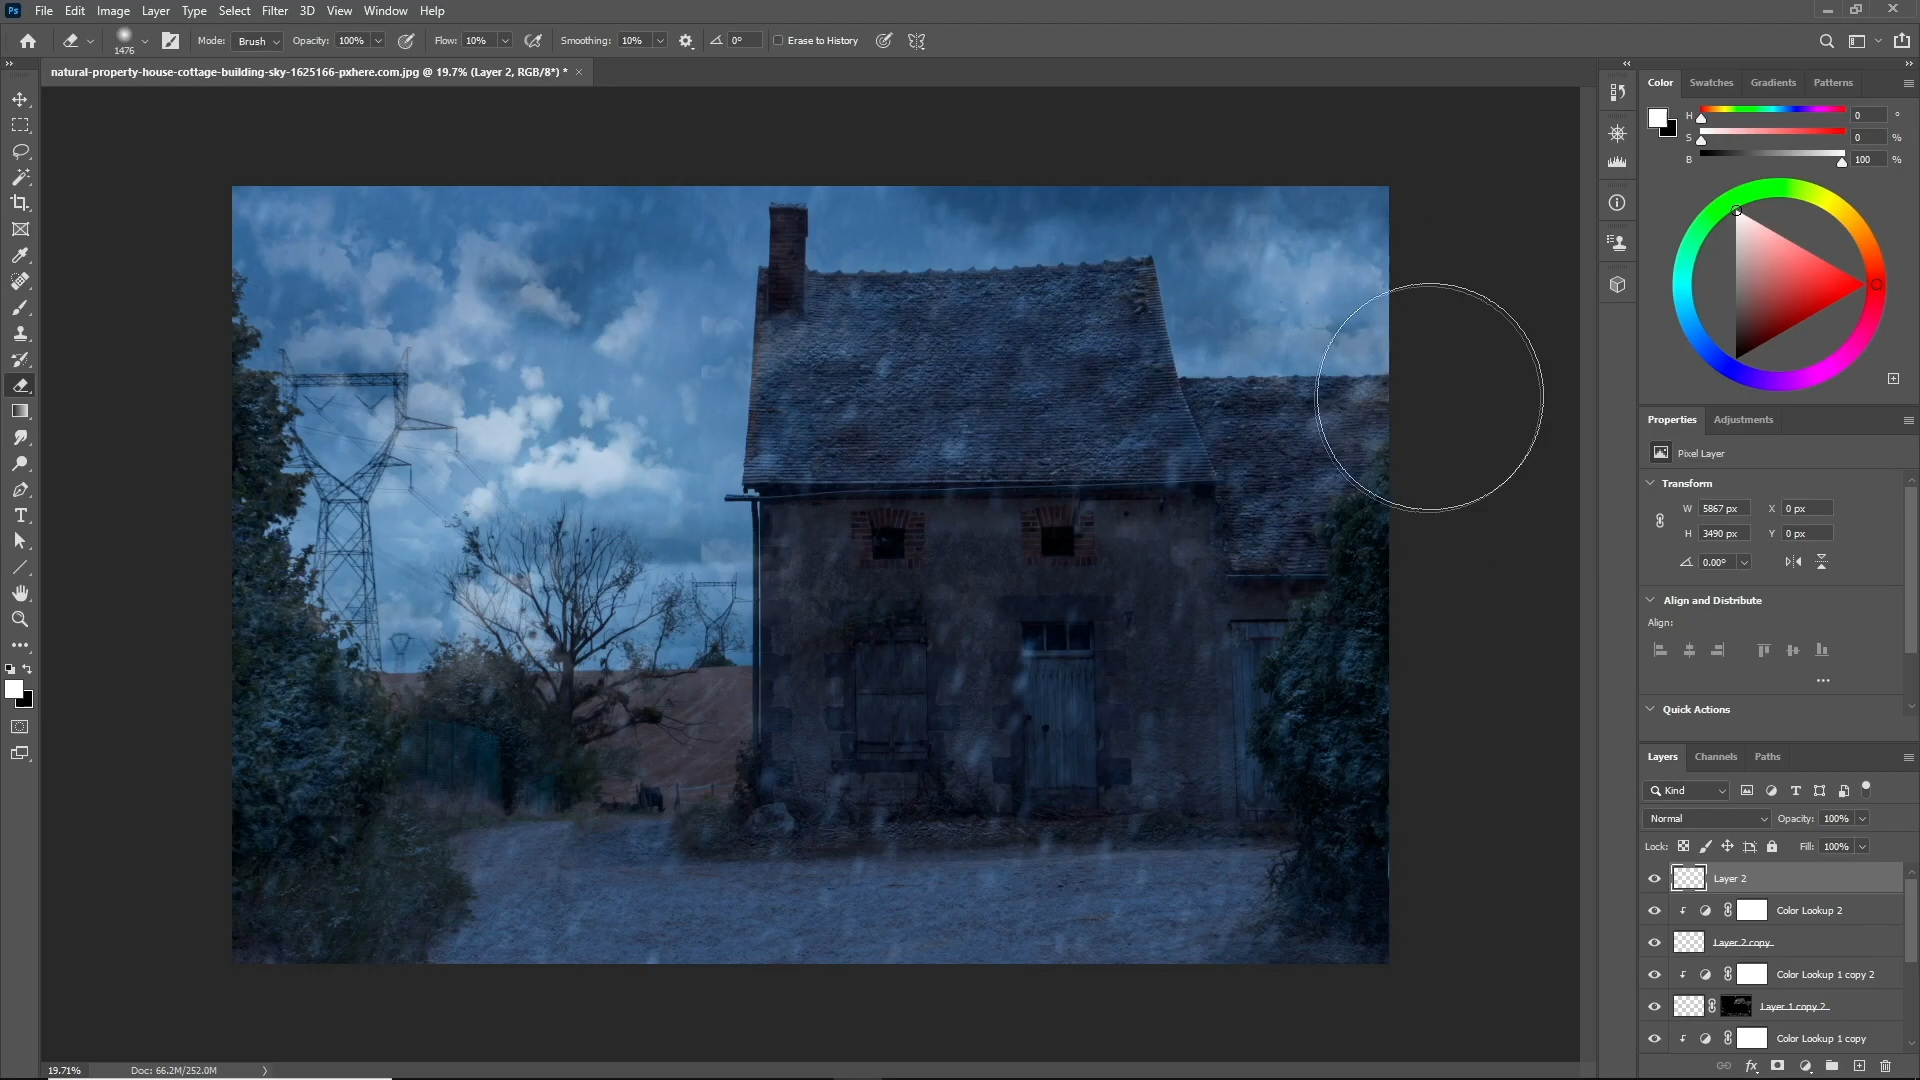 Ps File Edit Image Layer Type Select Filter 3D View Window Help
1476 Mode: Brush Opacity: 100% Flow: 10% Smoothing: 10% 0° Erase to History
natural-property-house-cottage-building-sky-1625166-pxhere.com.jpg @ 19.7% (Layer 2, RGB/8*) *
Color Swatches Gradients Patterns
H 0 °
S 0 %
B 100 %
Properties Adjustments
Pixel Layer
Transform
W 5867 px X 0 px
H 3490 px Y 0 px
0.00°
Align and Distribute
Align:
Quick Actions
Layers Channels Paths
Kind
Normal Opacity: 100%
Lock: Fill: 100%
Layer 2
Color Lookup 2
Layer 2 copy
Color Lookup 1 copy 2
Layer 1 copy 2
Color Lookup 1 copy
fx
19.71% Doc: 66.2M/252.0M